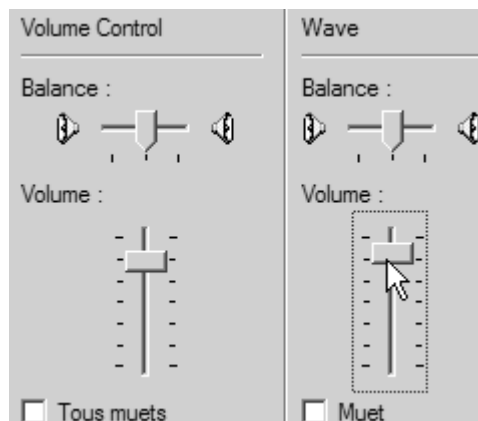 Volume Control
Balance :
Volume :
Tous muets
Wave
Balance :
Volume :
Muet